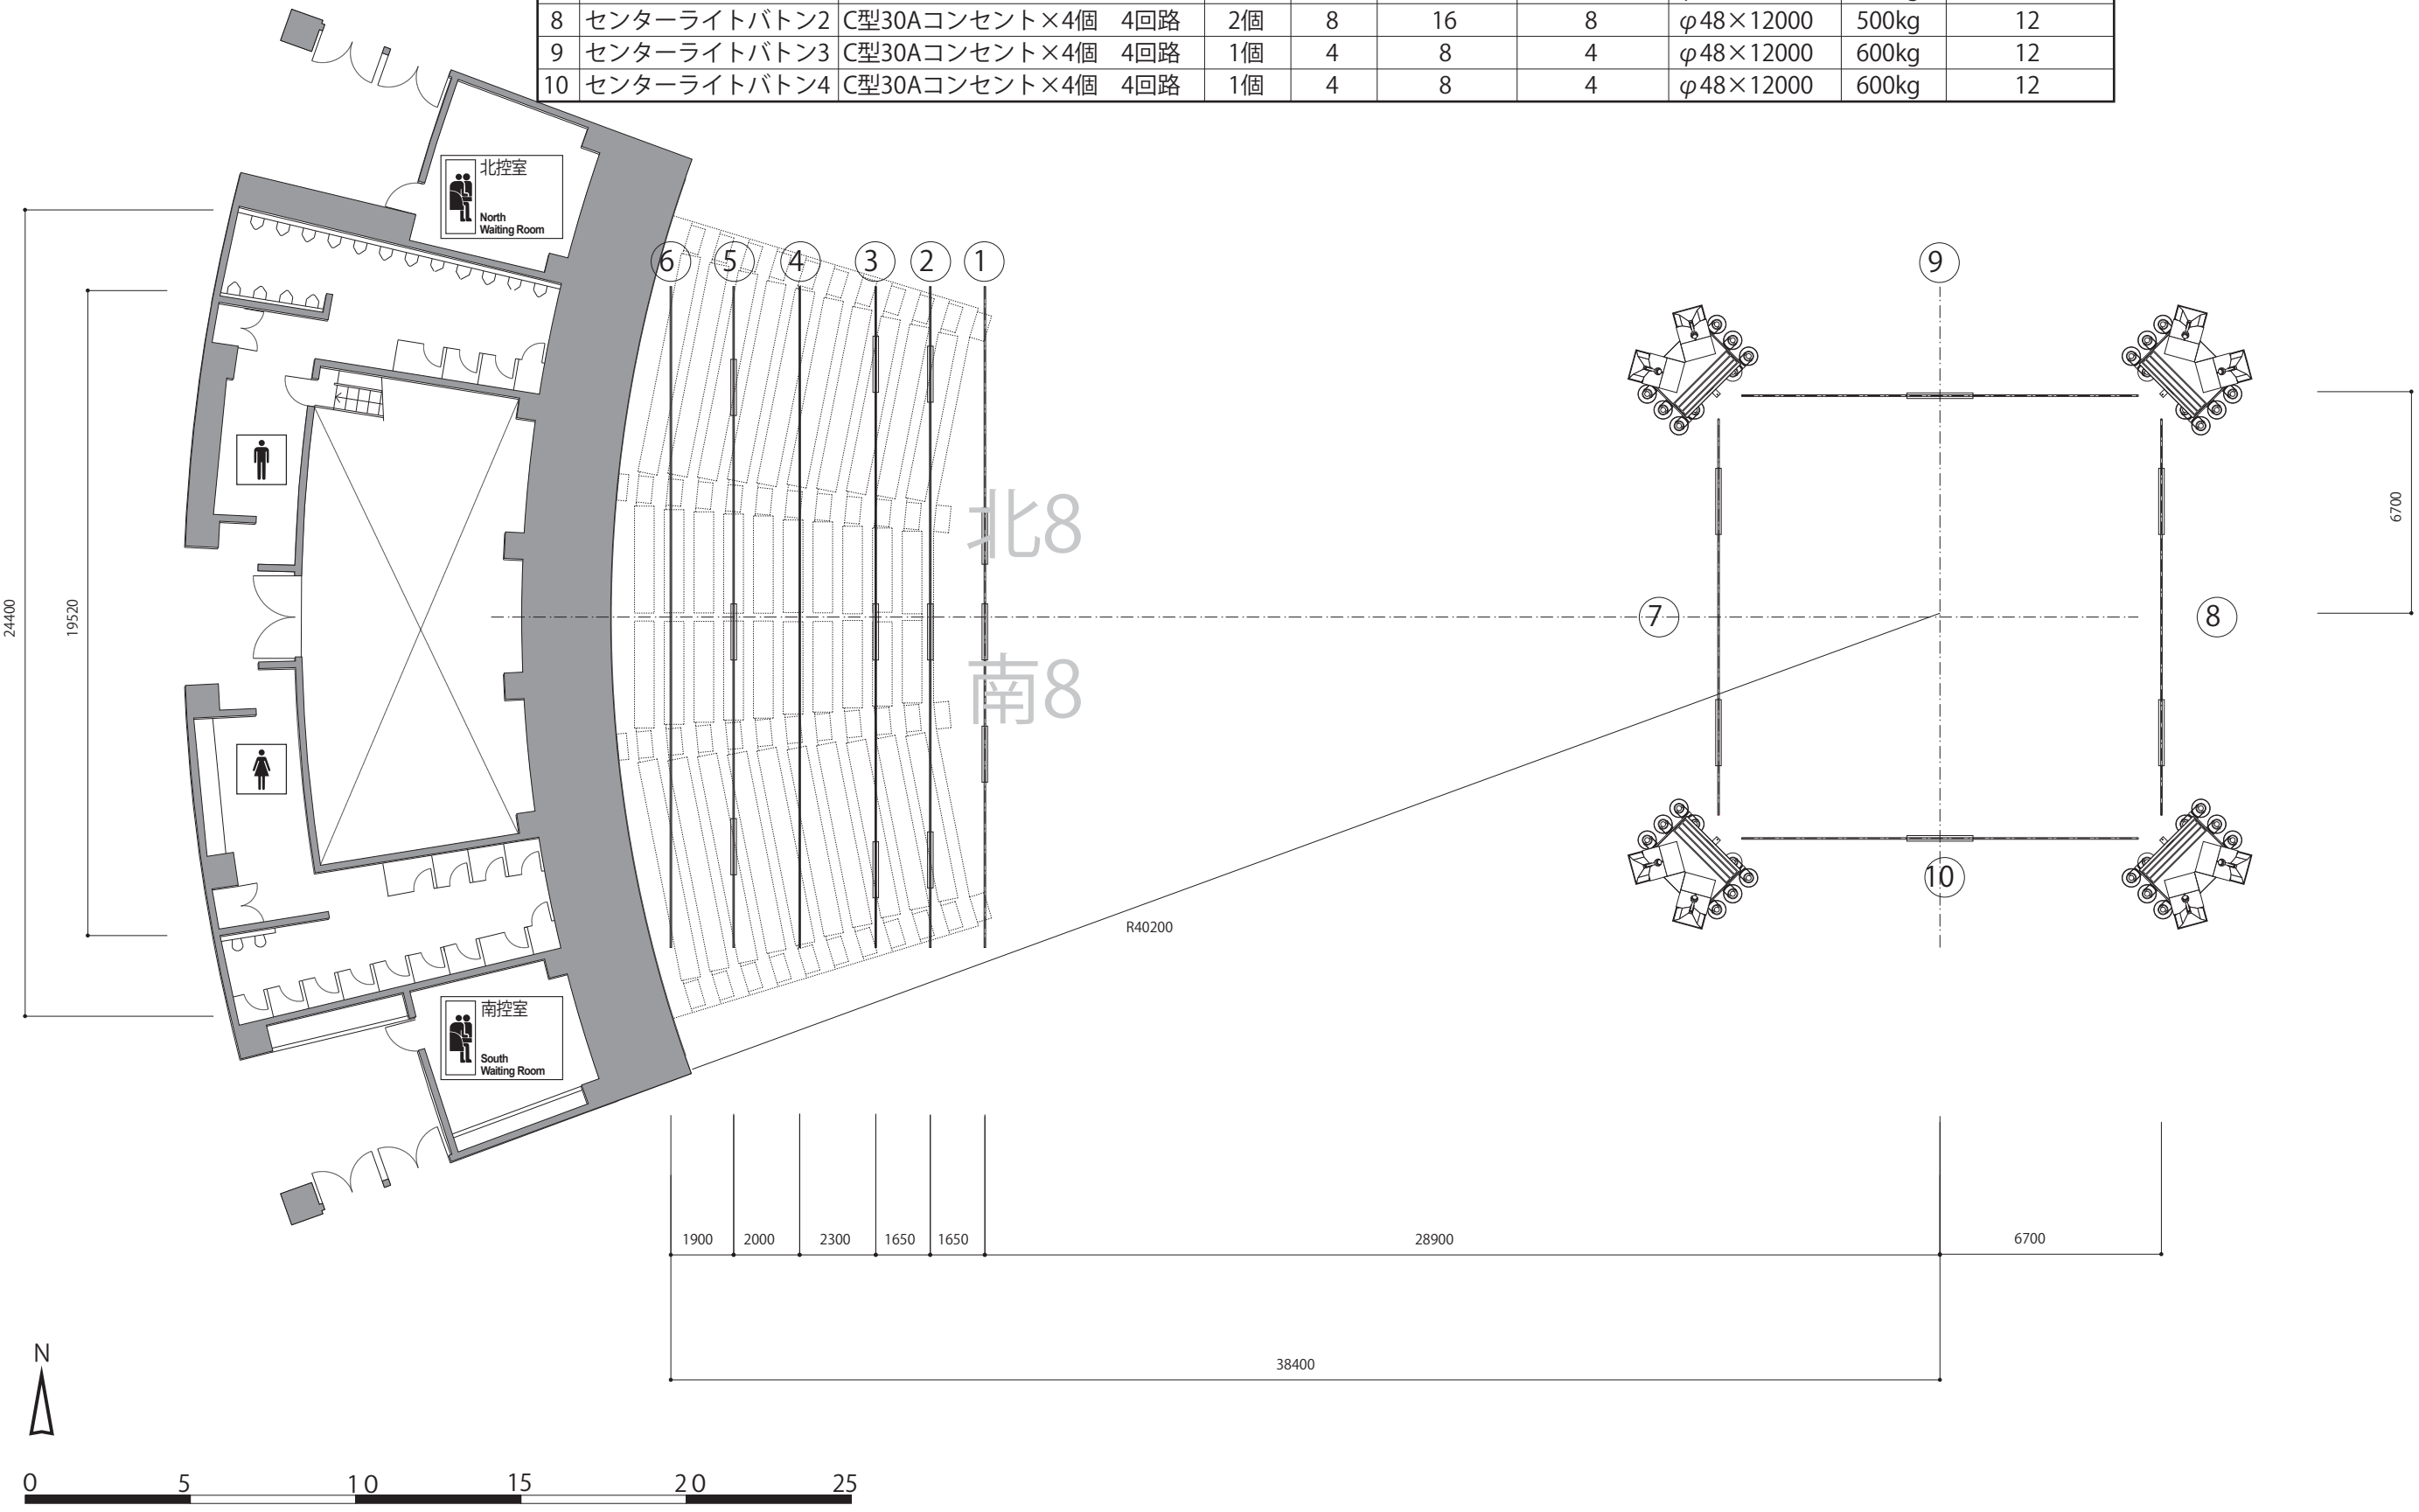 8 センターライトバトン2 C型30Aコンセント×4個 4回路 2個 8 16 8 φ48×12000 500kg 12
9 センターライトバトン3 C型30Aコンセント×4個 4回路 1個 4 8 4 φ48×12000 600kg 12
10 センターライトバトン4 C型30Aコンセント×4個 4回路 1個 4 8 4 φ48×12000 600kg 12
北控室
North
Waiting Room
6 5 4 3 2 1 9
北8
南8
7 8
10
24400
19520
6700
R40200
南控室
South
Waiting Room
1900 2000 2300 1650 1650 28900 6700
38400
N
0 5 10 15 20 25